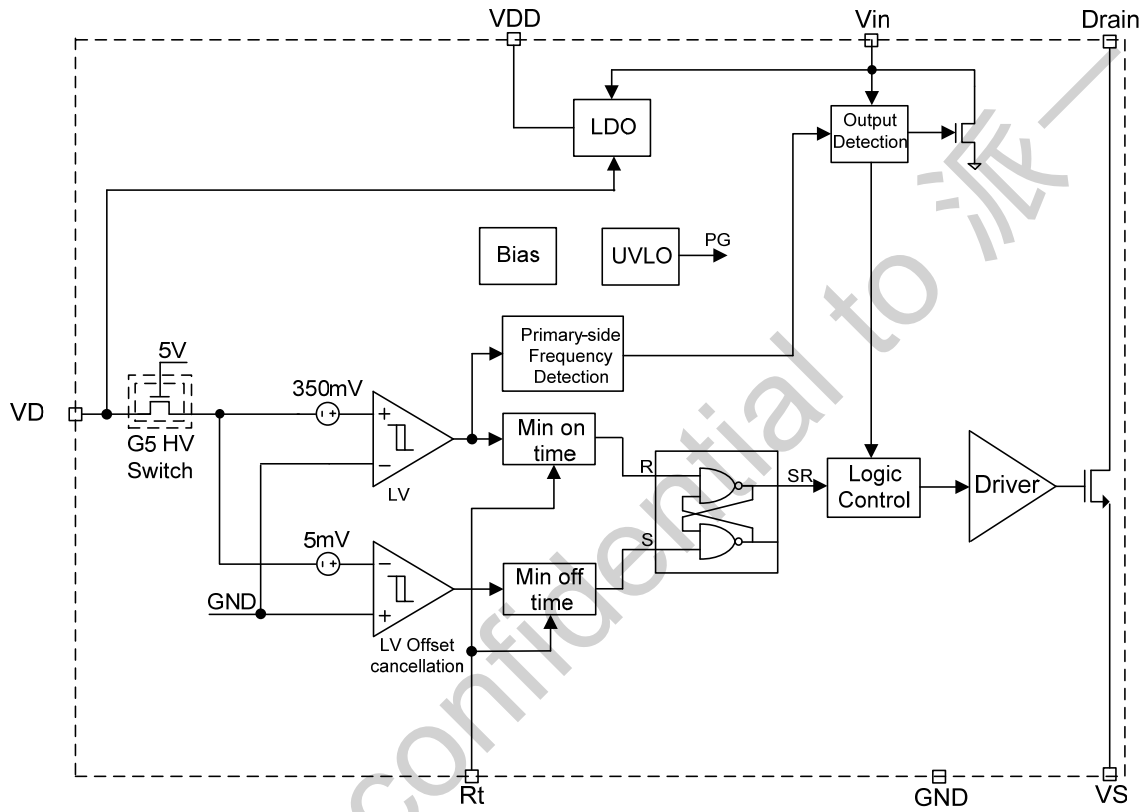 VDD
Vin
Drain
LDO
Output
Detection
Bias
UVLO
PG
Primary-side
Frequency
Detection
5V
VD
G5 HV
Switch
350mV
+
−
LV
Min on
time
R
S
SR
Logic
Control
Driver
5mV
−
+
GND
LV Offset
cancellation
Min off
time
Rt
GND
VS
confidential to 派一